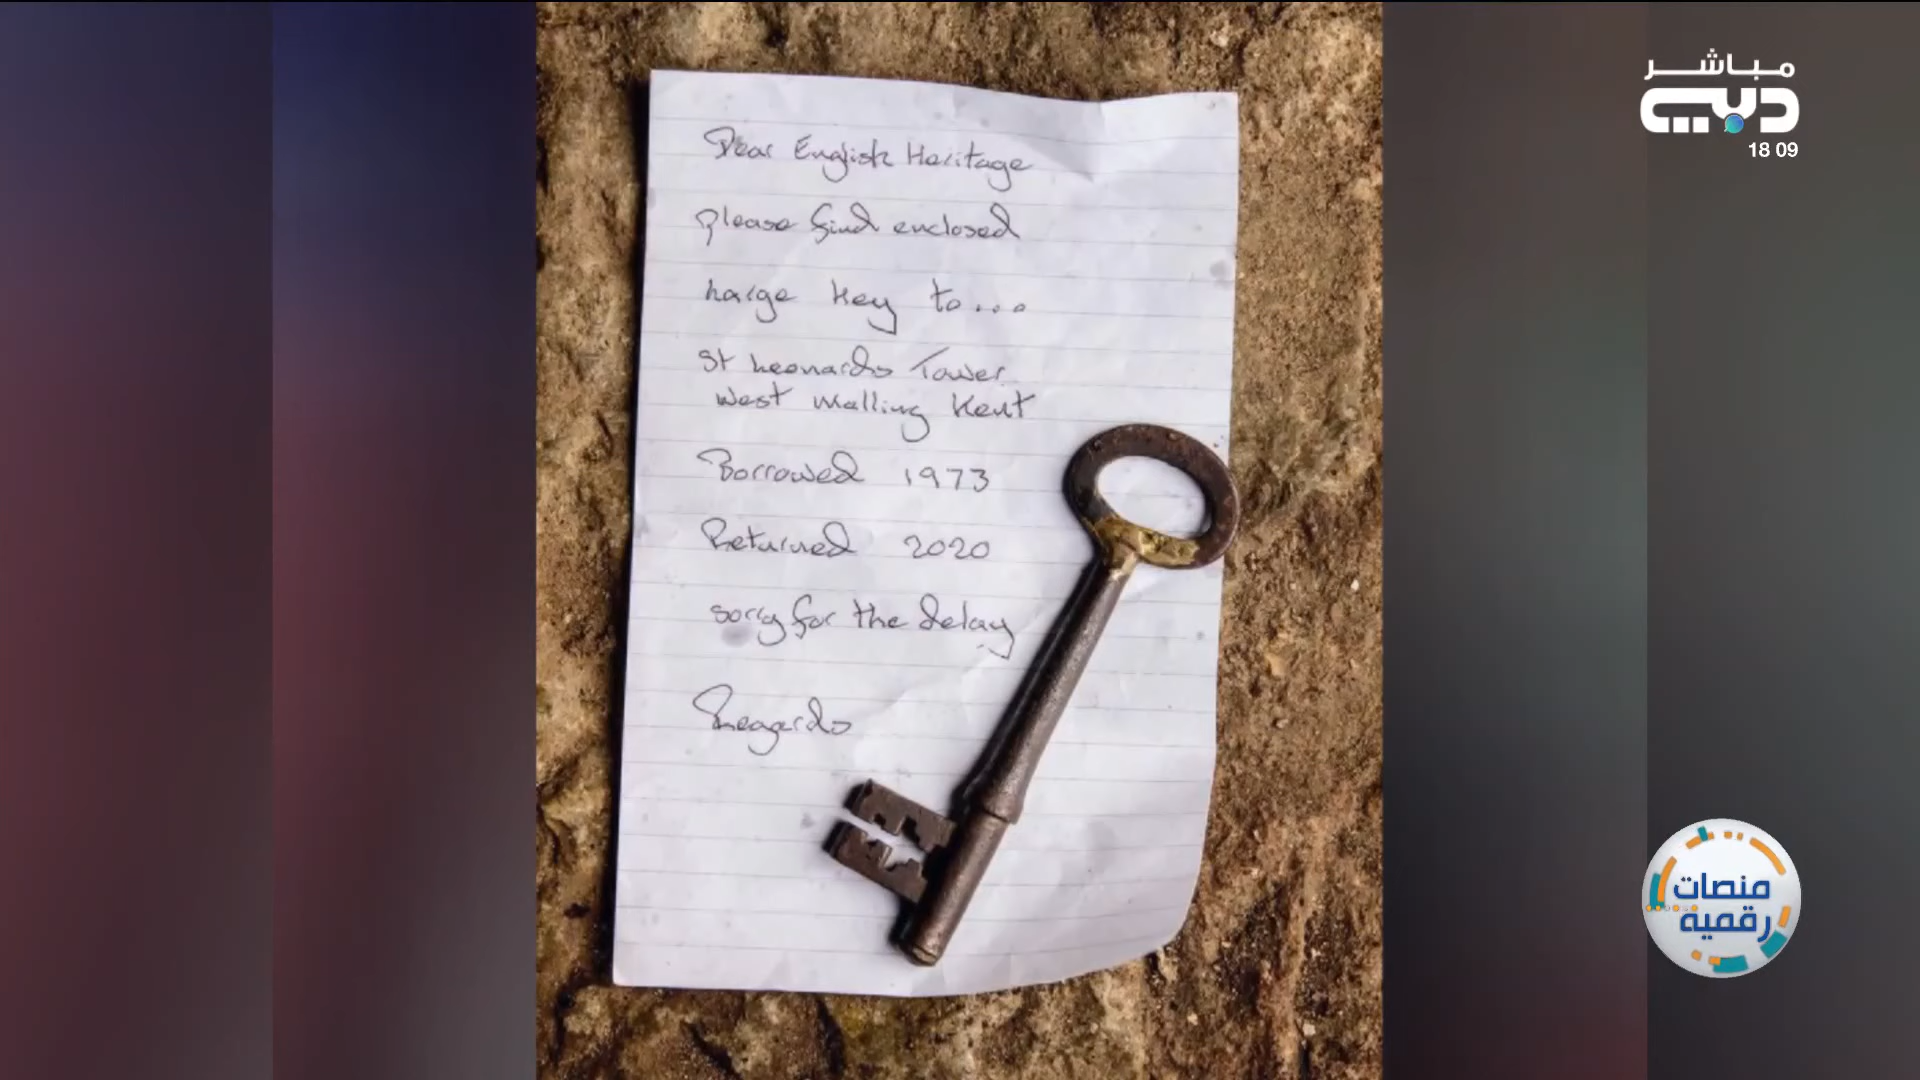 مباشر
دبي
18 09
Dear English Heritage
please find enclosed
Large key to...
St Leonards Tower
West Malling Kent
Borrowed 1973
Returned 2020
sorry for the delay
Regards
منصات
رقمية